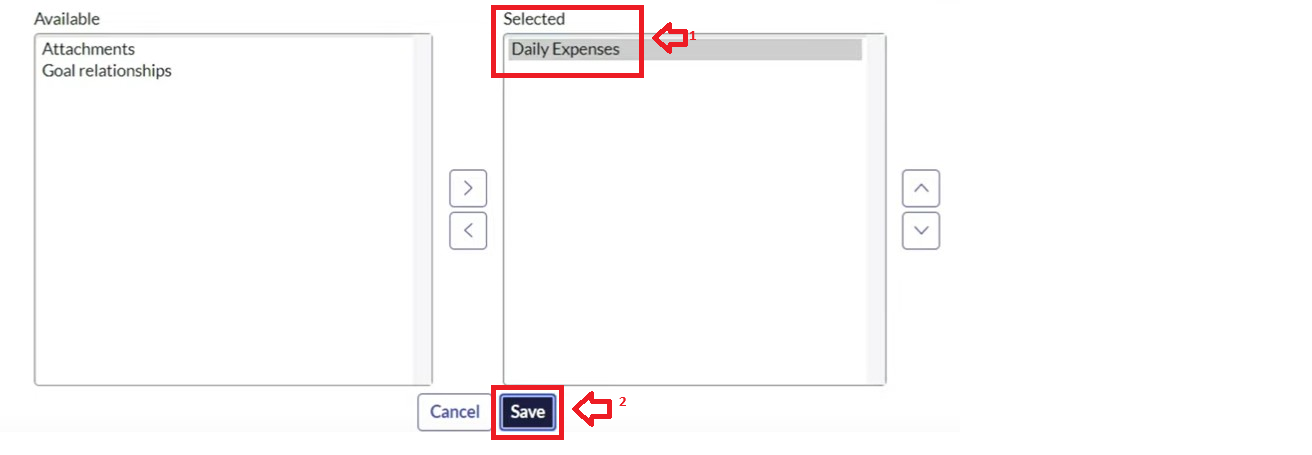 Available
Selected
Attachments
Goal relationships
Daily Expenses
1
Cancel
Save
2